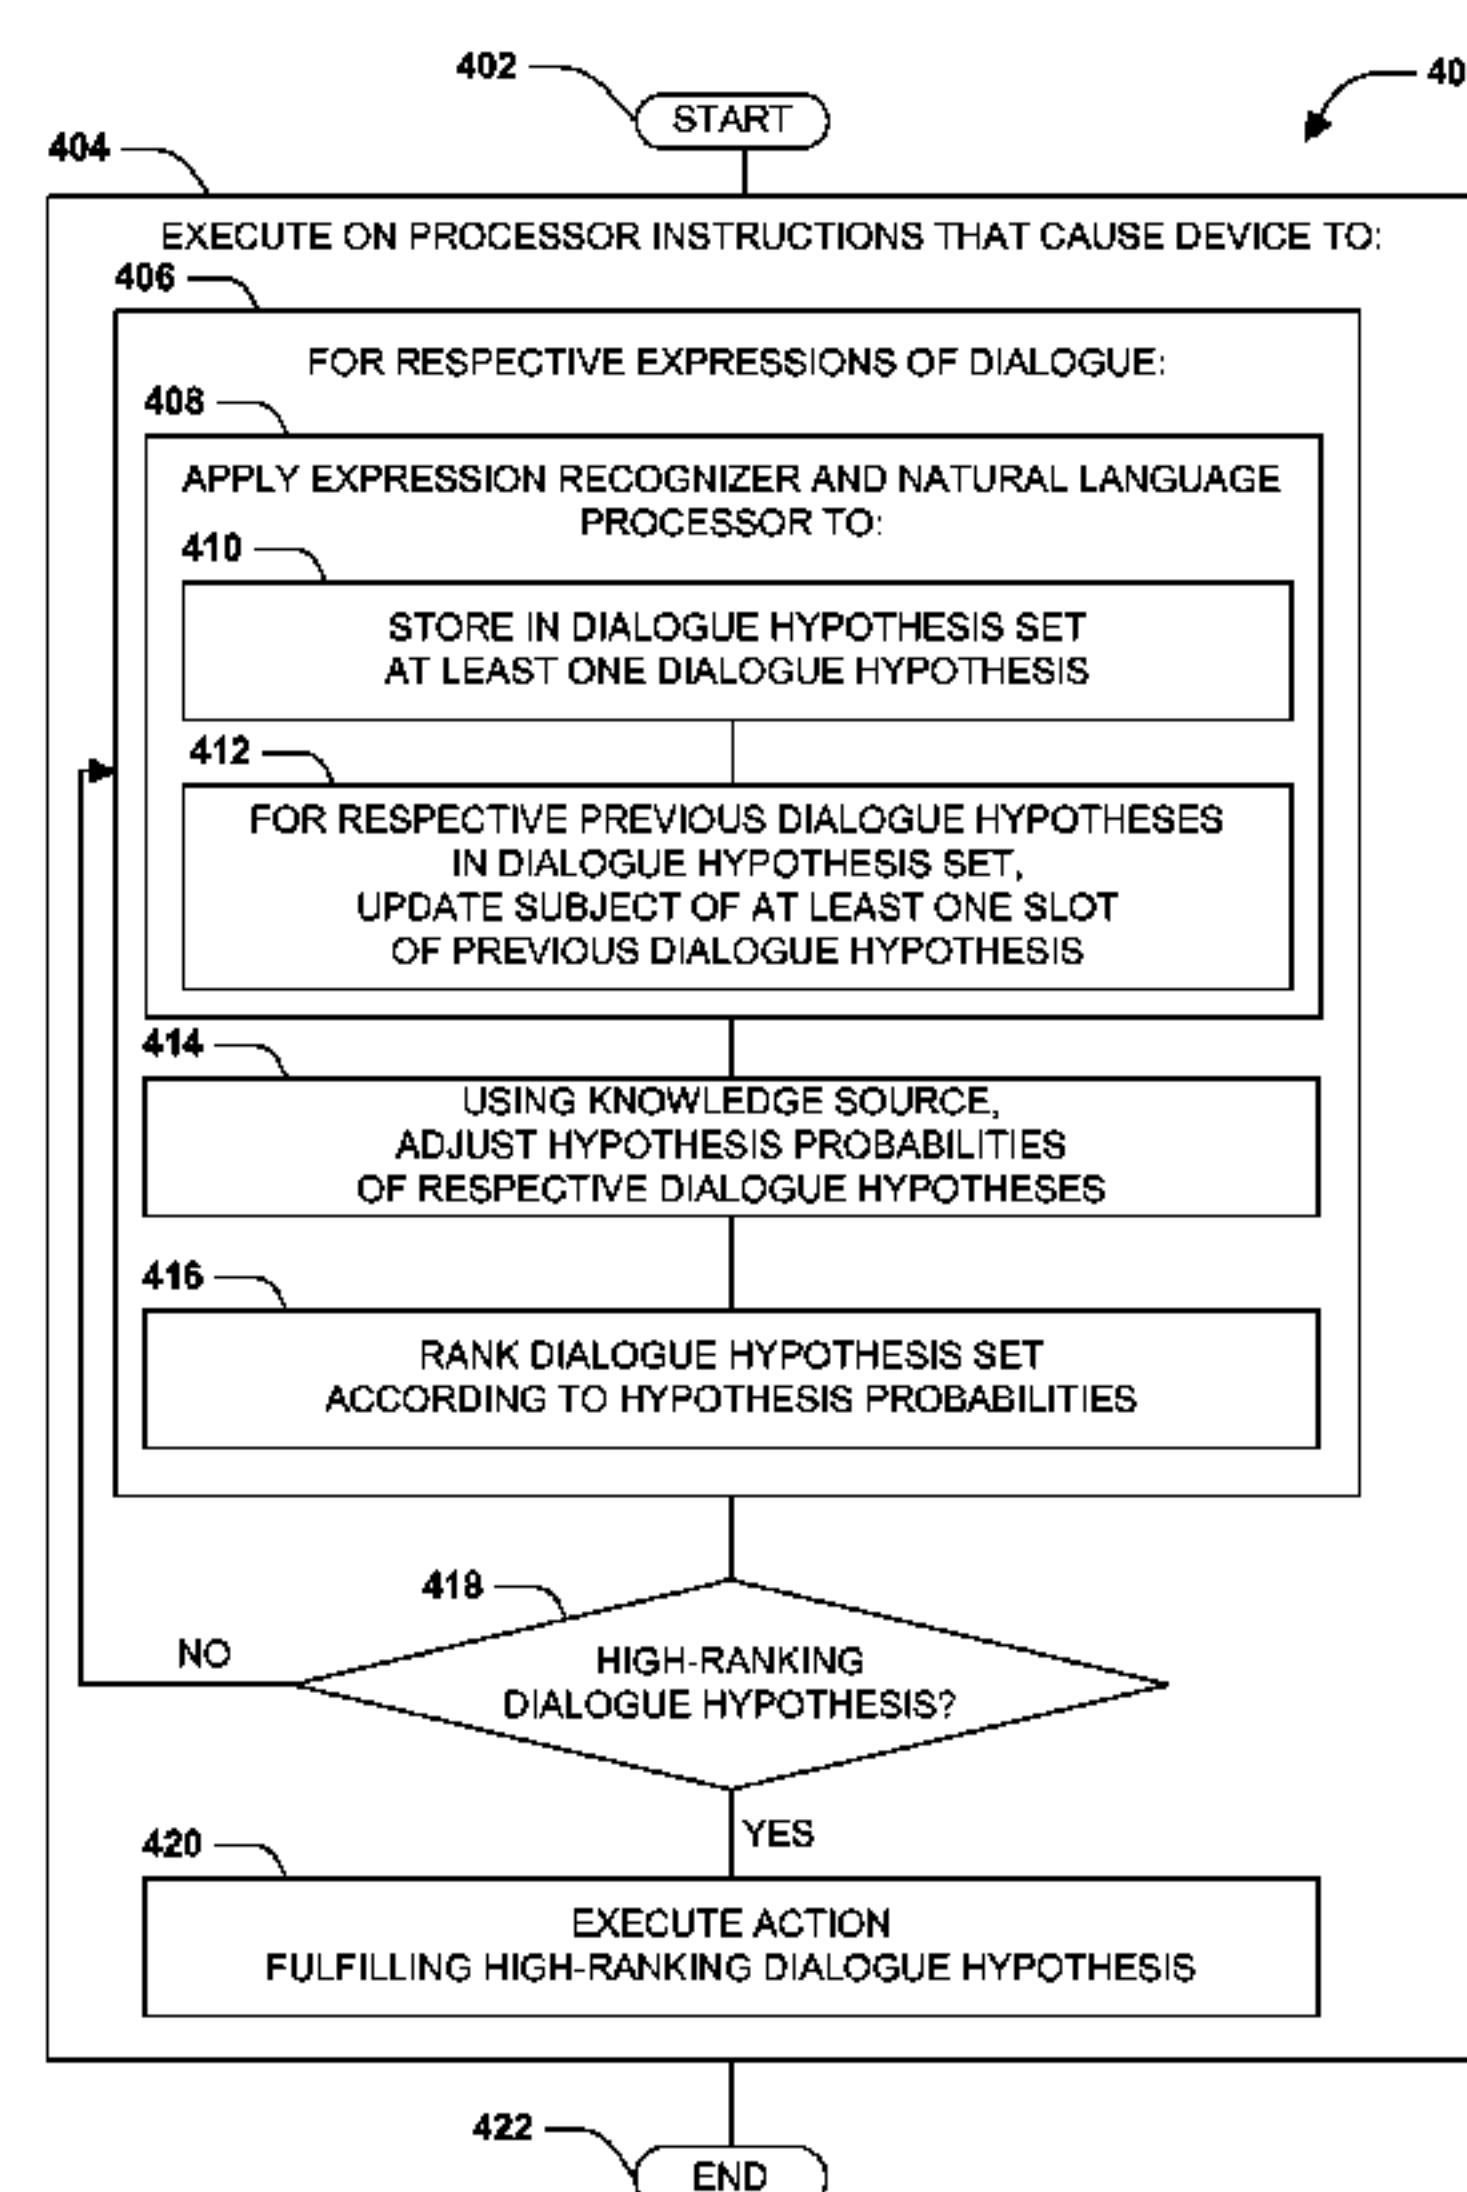 402
START
40
404
EXECUTE ON PROCESSOR INSTRUCTIONS THAT CAUSE DEVICE TO:
406
FOR RESPECTIVE EXPRESSIONS OF DIALOGUE:
408
APPLY EXPRESSION RECOGNIZER AND NATURAL LANGUAGE
PROCESSOR TO:
410
STORE IN DIALOGUE HYPOTHESIS SET
AT LEAST ONE DIALOGUE HYPOTHESIS
412
FOR RESPECTIVE PREVIOUS DIALOGUE HYPOTHESES
IN DIALOGUE HYPOTHESIS SET,
UPDATE SUBJECT OF AT LEAST ONE SLOT
OF PREVIOUS DIALOGUE HYPOTHESIS
414
USING KNOWLEDGE SOURCE,
ADJUST HYPOTHESIS PROBABILITIES
OF RESPECTIVE DIALOGUE HYPOTHESES
416
RANK DIALOGUE HYPOTHESIS SET
ACCORDING TO HYPOTHESIS PROBABILITIES
418
NO
HIGH-RANKING
DIALOGUE HYPOTHESIS?
YES
420
EXECUTE ACTION
FULFILLING HIGH-RANKING DIALOGUE HYPOTHESIS
422
END